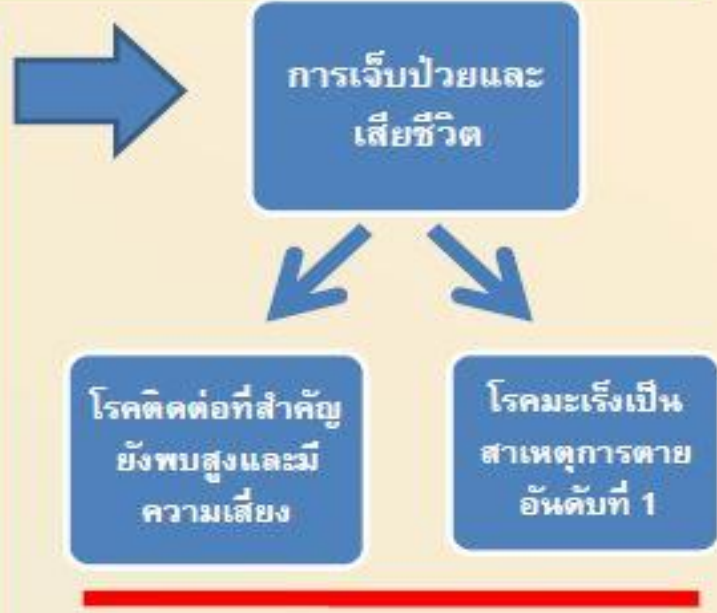 การเจ็บป่วยและ
เสียชีวิต
โรคติดต่อที่สำคัญ
ยังพบสูงและมี
ความเสี่ยง
โรคมะเร็งเป็น
สาเหตุการตาย
อันดับที่ 1